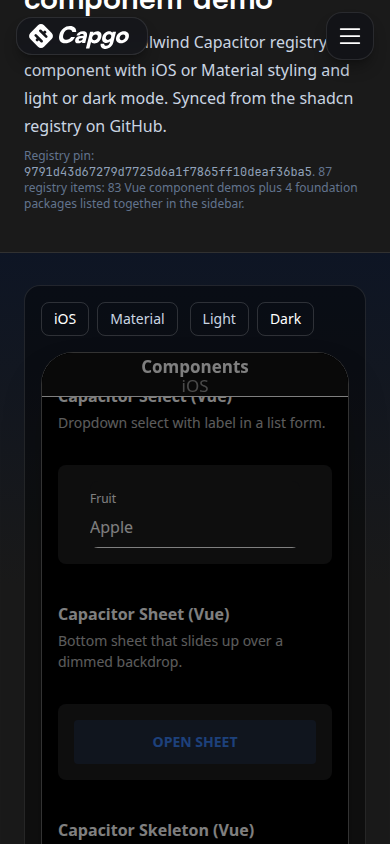 component demo
Capgo
lwind Capacitor registry
component with iOS or Material styling and
light or dark mode. Synced from the shadcn
registry on GitHub.
Registry pin:
9791d43d67279d7725d6a1f7865ff10deaf36ba5. 87
registry items: 83 Vue component demos plus 4 foundation
packages listed together in the sidebar.
iOS
Material
Light
Dark
Components
iOS
Capacitor Select (Vue)
Dropdown select with label in a list form.
Fruit
Apple
Capacitor Sheet (Vue)
Bottom sheet that slides up over a
dimmed backdrop.
OPEN SHEET
Capacitor Skeleton (Vue)